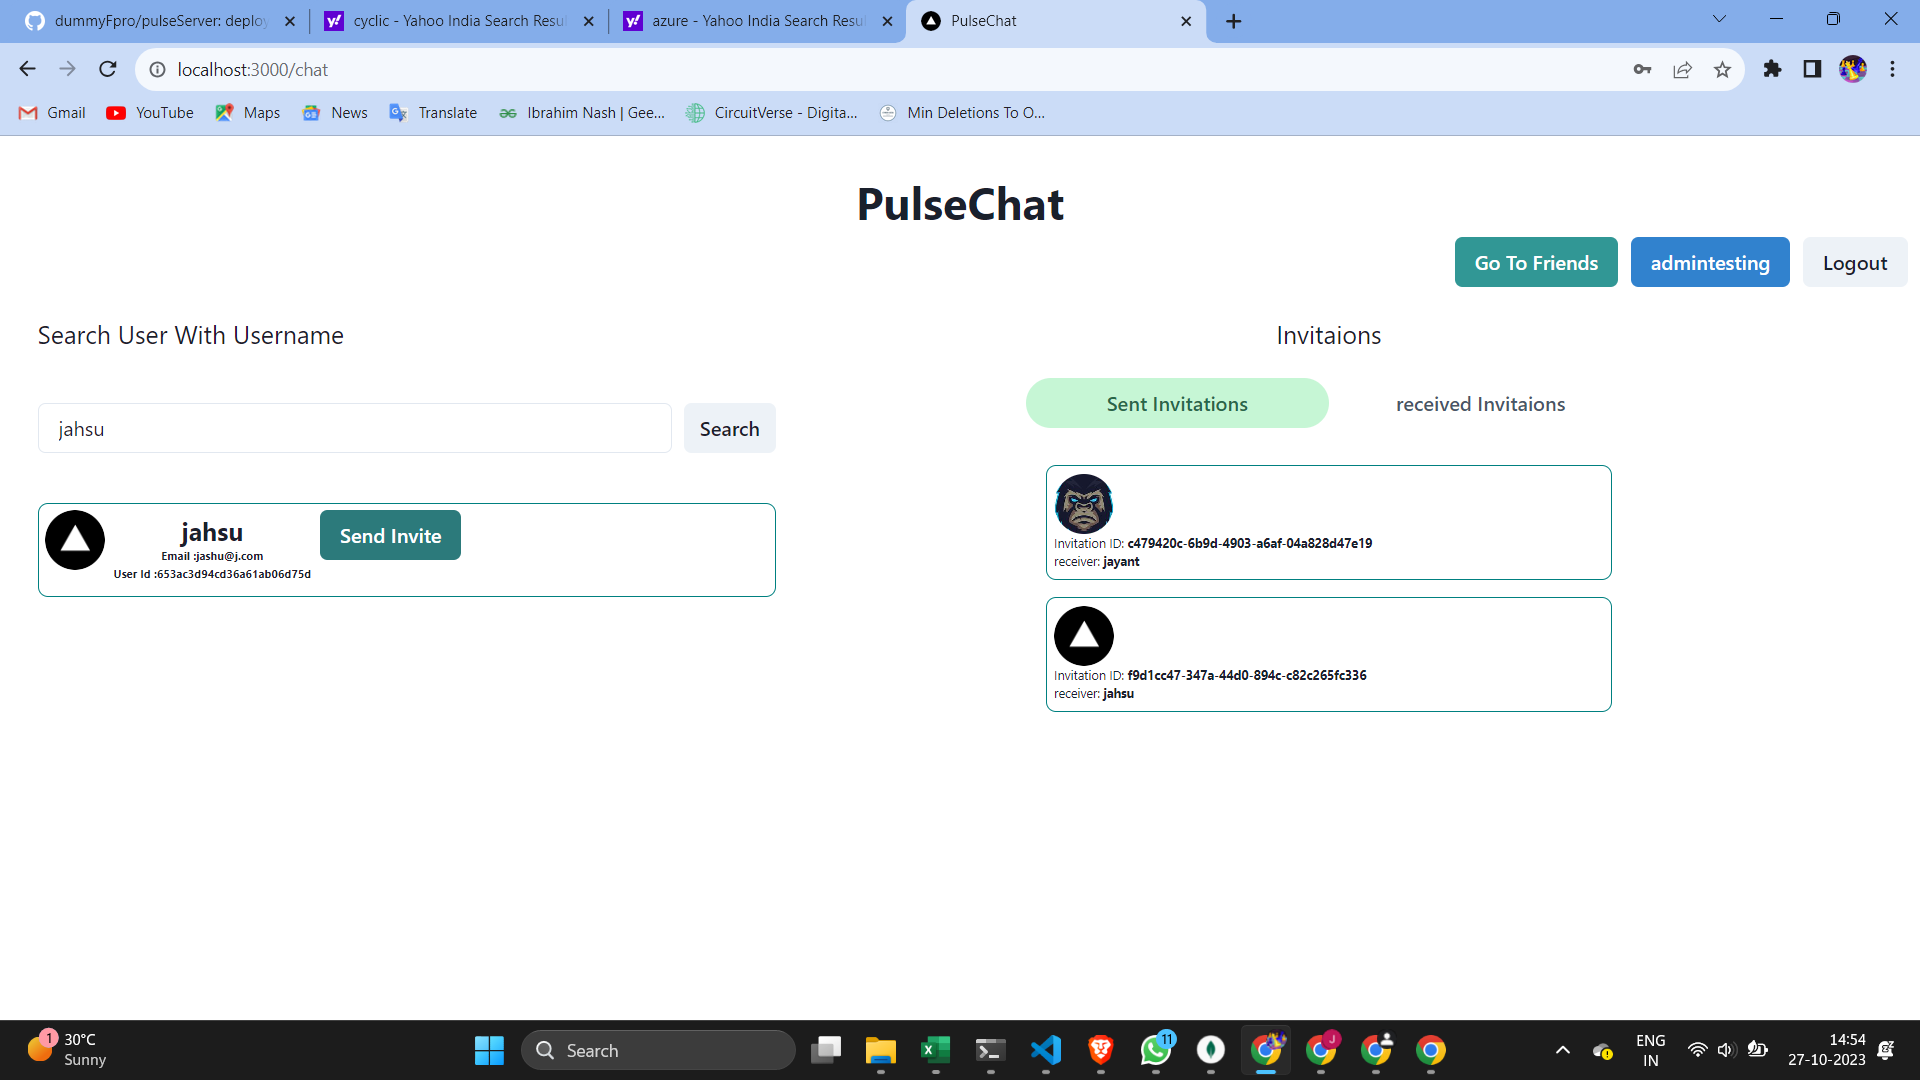 dummyFpro/pulseServer: deploy
cyclic - Yahoo India Search Resul
azure - Yahoo India Search Resul
PulseChat
localhost:3000/chat
Gmail
YouTube
Maps
News
Translate
Ibrahim Nash | Gee...
CircuitVerse - Digita...
Min Deletions To O...
PulseChat
Go To Friends
admintesting
Logout
Search User With Username
jahsu
Search
jahsu
Email :jashu@j.com
User Id :653ac3d94cd36a61ab06d75d
Send Invite
Invitaions
Sent Invitations
received Invitaions
Invitation ID: c479420c-6b9d-4903-a6af-04a828d47e19
receiver: jayant
Invitation ID: f9d1cc47-347a-44d0-894c-c82c265fc336
receiver: jahsu
1
30°C
Sunny
Search
11
J
ENG
IN
14:54
27-10-2023